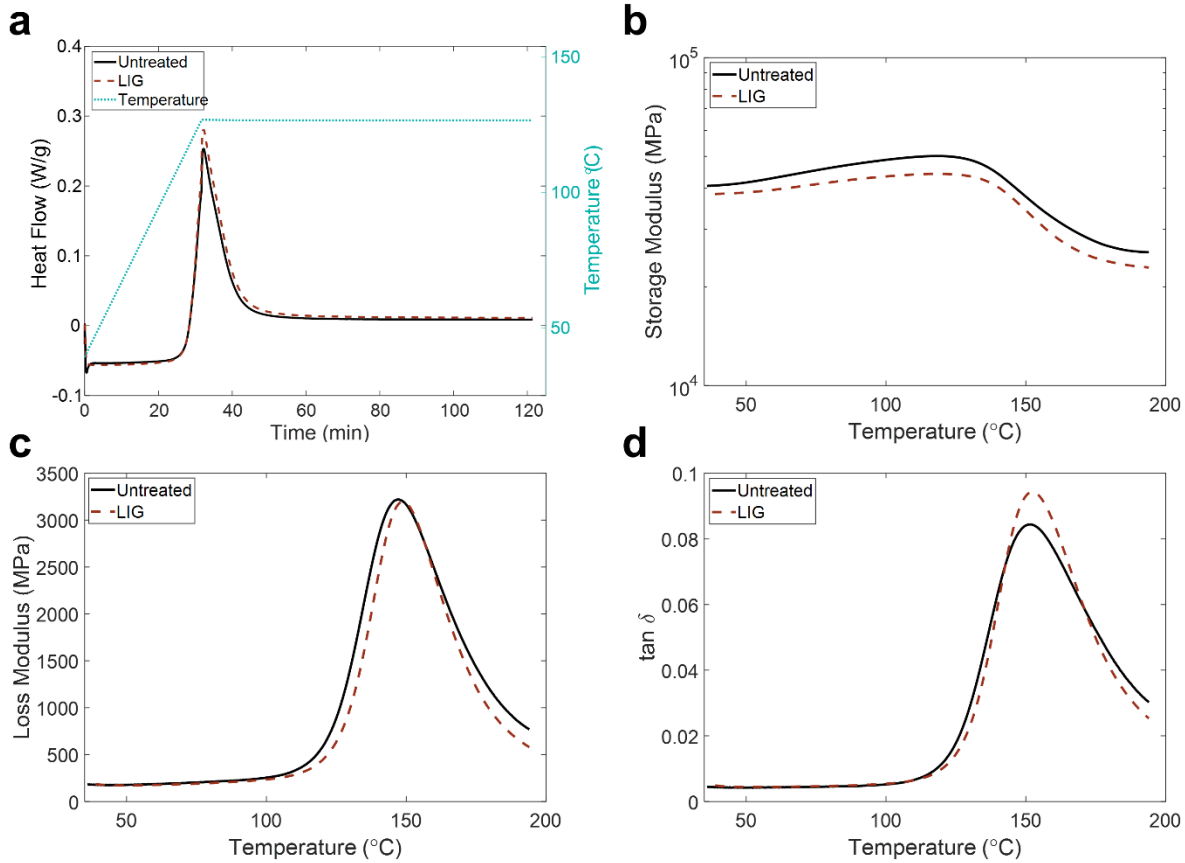 a
0.4
0.3
0.2
0.1
0
-0.1
Heat Flow (W/g)
Untreated
LIG
Temperature
150
100
50
Temperature (°C)
0 20 40 60 80 100 120
Time (min)
b
10^5
10^4
Storage Modulus (MPa)
Untreated
LIG
50 100 150 200
Temperature (°C)
c
3500
3000
2500
2000
1500
1000
500
0
Loss Modulus (MPa)
Untreated
LIG
50 100 150 200
Temperature (°C)
d
0.1
0.08
0.06
0.04
0.02
0
tan δ
Untreated
LIG
50 100 150 200
Temperature (°C)